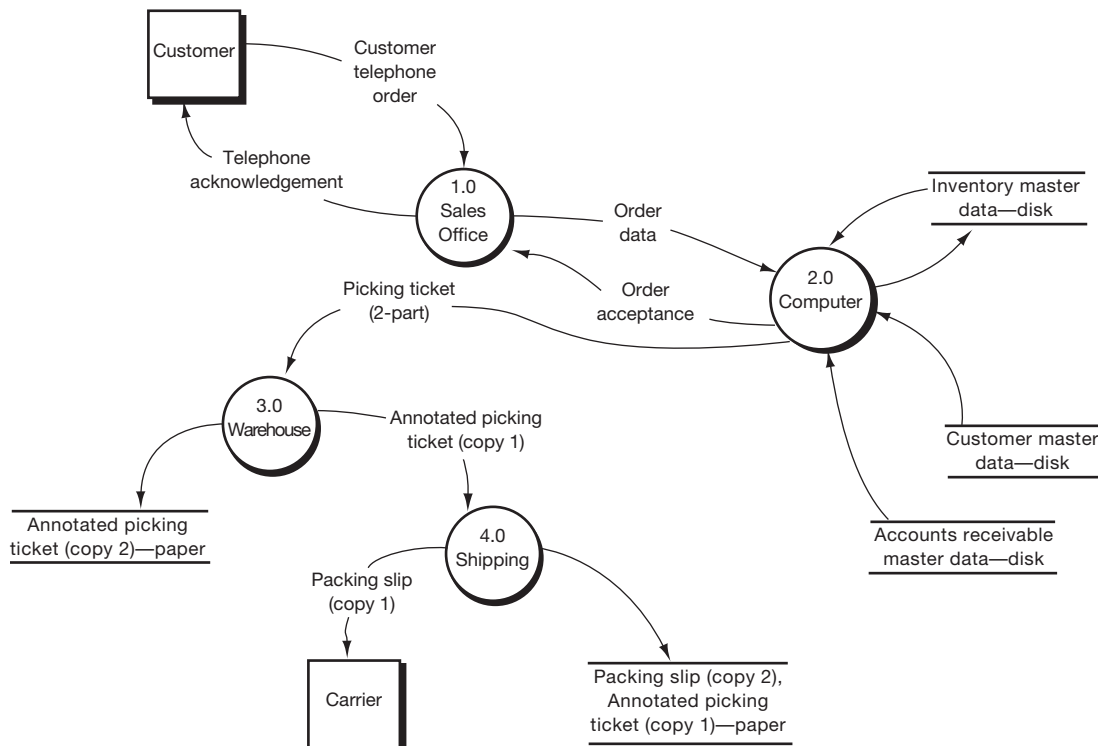 Customer
Customer
telephone
order
Telephone
acknowledgement
1.0
Sales
Office
Order
data
Inventory master
data—disk
2.0
Computer
Order
acceptance
Picking ticket
(2-part)
3.0
Warehouse
Annotated picking
ticket (copy 1)
Customer master
data—disk
Annotated picking
ticket (copy 2)—paper
4.0
Shipping
Accounts receivable
master data—disk
Packing slip
(copy 1)
Carrier
Packing slip (copy 2),
Annotated picking
ticket (copy 1)—paper